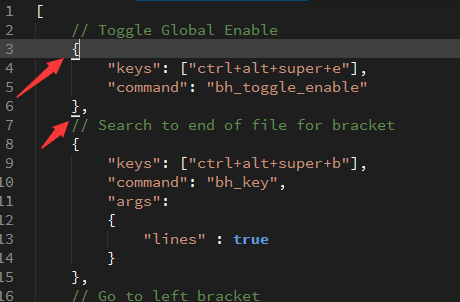 1 [
2 // Toggle Global Enable
3 {
4 "keys": ["ctrl+alt+super+e"],
5 "command": "bh_toggle_enable"
6 },
7 // Search to end of file for bracket
8 {
9 "keys": ["ctrl+alt+super+b"],
10 "command": "bh_key",
11 "args":
12 {
13 "lines" : true
14 }
15 },
16 // Go to left bracket